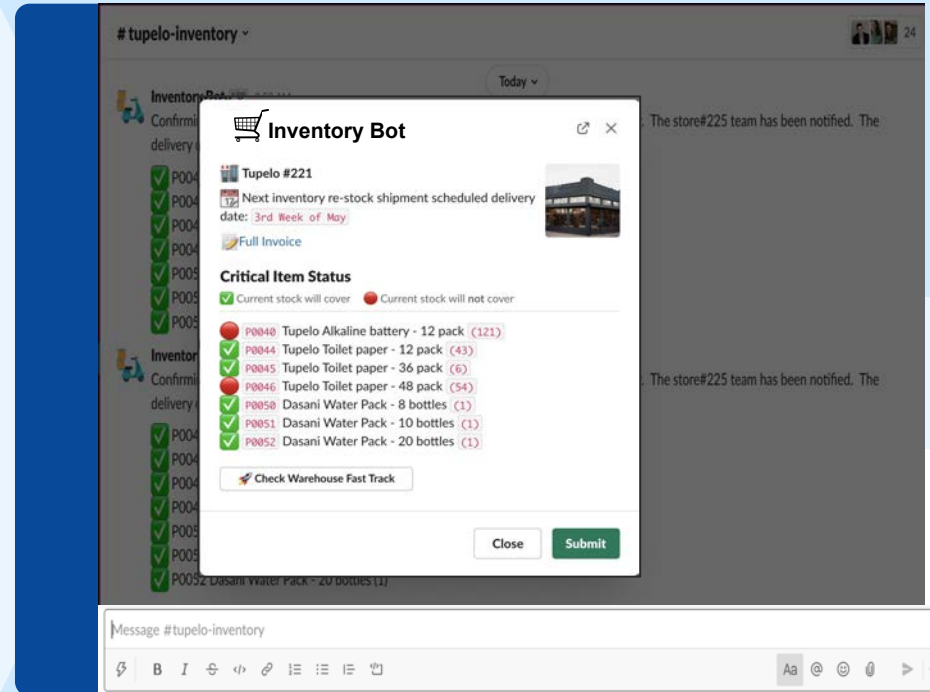 # tupelo-inventory
24
Today
Inventory Bot
Confirmi
. The store#225 team has been notified. The
delivery
P004
P004
P004
P004
P005
P005
P005
Inventory Bot
Tupelo #221
Next inventory re-stock shipment scheduled delivery
date: 3rd Week of May
Full Invoice
Critical Item Status
Current stock will cover Current stock will not cover
P0040 Tupelo Alkaline battery - 12 pack (121)
P0044 Tupelo Toilet paper - 12 pack (43)
P0045 Tupelo Toilet paper - 36 pack (6)
P0046 Tupelo Toilet paper - 48 pack (54)
P0050 Dasani Water Pack - 8 bottles (1)
P0051 Dasani Water Pack - 10 bottles (1)
P0052 Dasani Water Pack - 20 bottles (1)
Check Warehouse Fast Track
Close Submit
Inventor
Confirmi
. The store#225 team has been notified. The
delivery
P004
P004
P004
P004
P005
P005
P0052 Dasani Water Pack - 20 bottles (1)
Message #tupelo-inventory
B I S </> Aa @